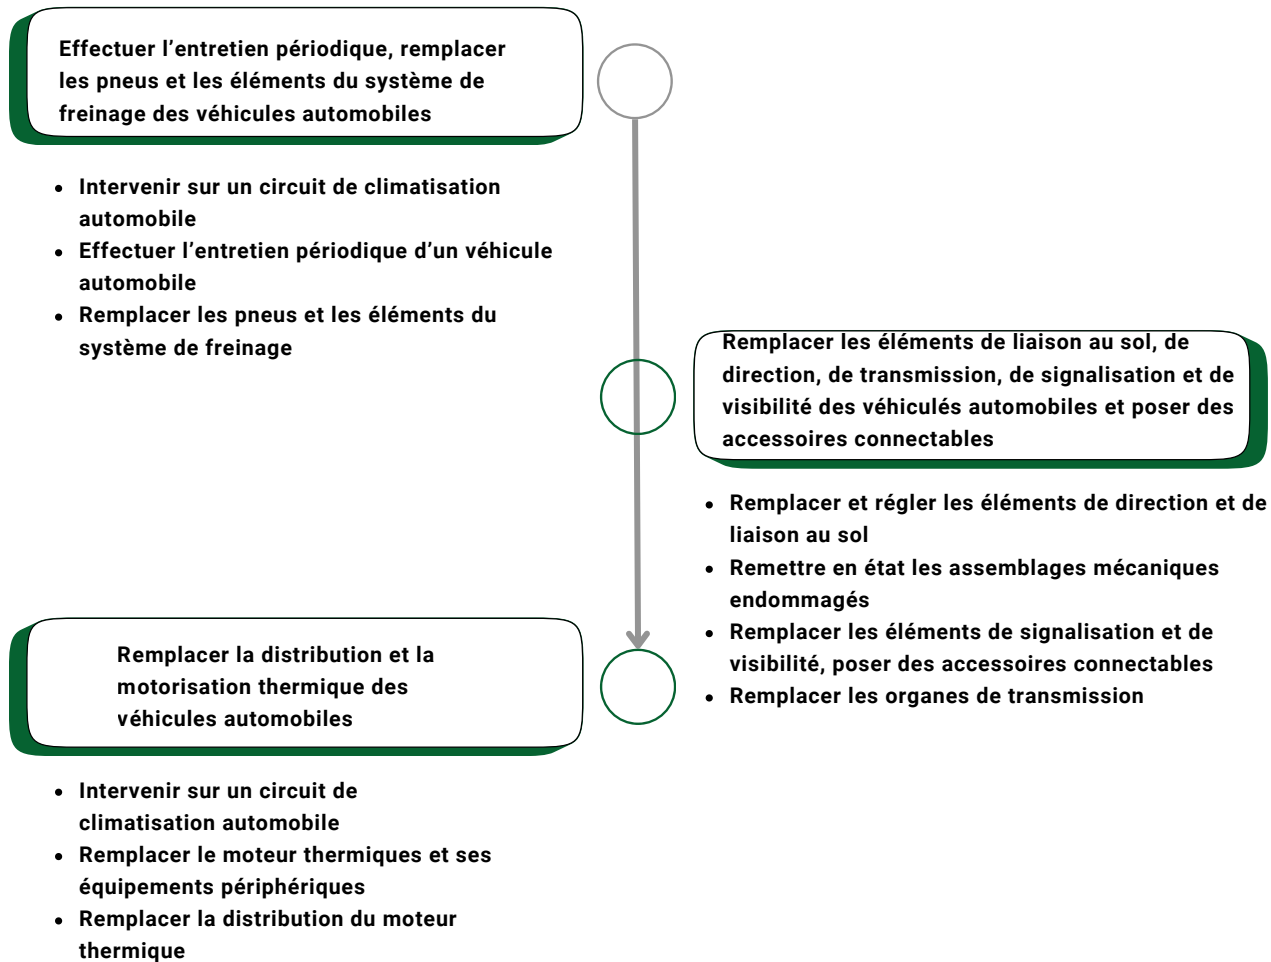 Effectuer l’entretien périodique, remplacer
les pneus et les éléments du système de
freinage des véhicules automobiles
• Intervenir sur un circuit de climatisation
automobile
• Effectuer l’entretien périodique d’un véhicule
automobile
• Remplacer les pneus et les éléments du
système de freinage
Remplacer les éléments de liaison au sol, de
direction, de transmission, de signalisation et de
visibilité des véhiculés automobiles et poser des
accessoires connectables
• Remplacer et régler les éléments de direction et de
liaison au sol
• Remettre en état les assemblages mécaniques
endommagés
• Remplacer les éléments de signalisation et de
visibilité, poser des accessoires connectables
• Remplacer les organes de transmission
Remplacer la distribution et la
motorisation thermique des
véhicules automobiles
• Intervenir sur un circuit de
climatisation automobile
• Remplacer le moteur thermiques et ses
équipements périphériques
• Remplacer la distribution du moteur
thermique